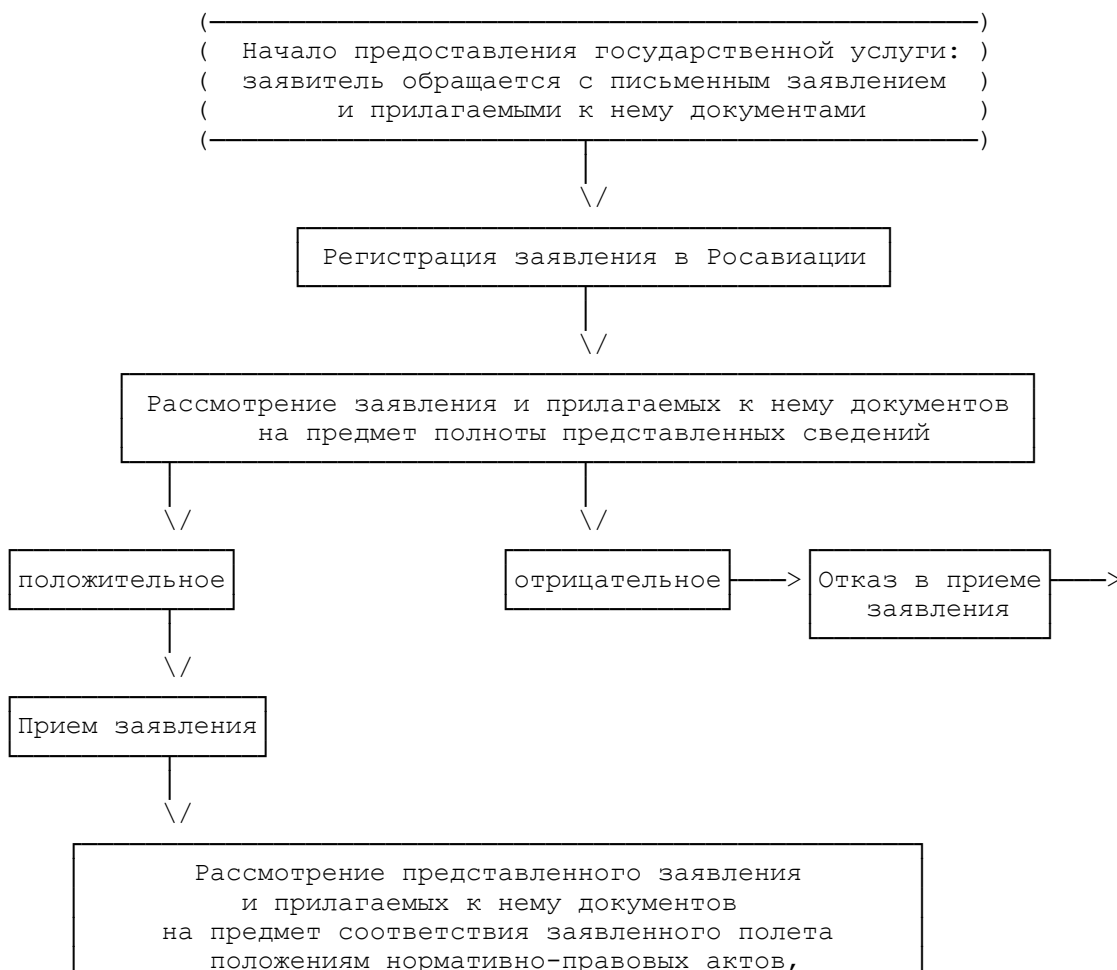 Начало предоставления государственной услуги:
заявитель обращается с письменным заявлением
и прилагаемыми к нему документами
Регистрация заявления в Росавиации
Рассмотрение заявления и прилагаемых к нему документов
на предмет полноты представленных сведений
положительное
отрицательное
Отказ в приеме
заявления
Прием заявления
Рассмотрение представленного заявления
и прилагаемых к нему документов
на предмет соответствия заявленного полета
положениям нормативно-правовых актов,